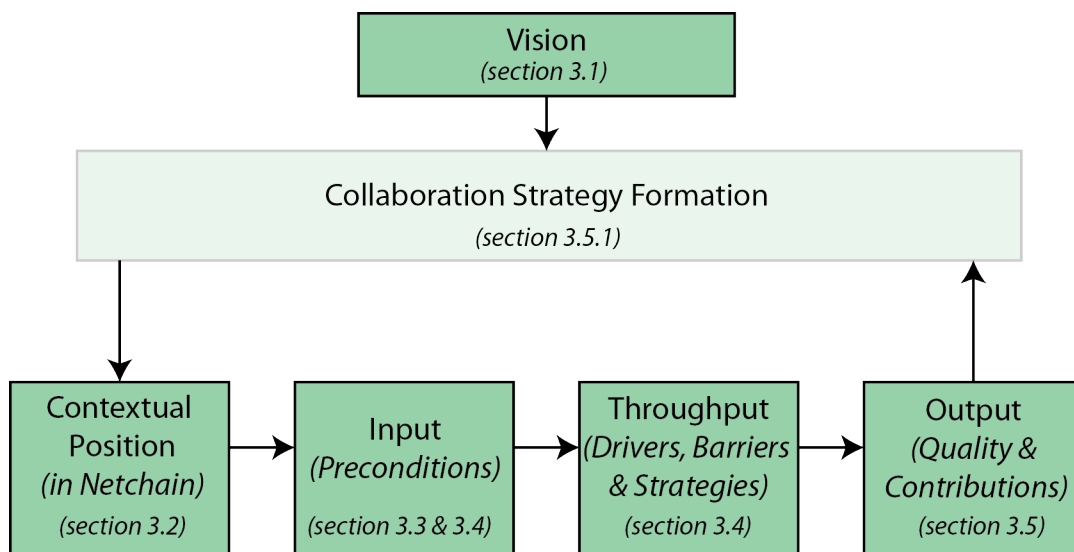 Vision
(section 3.1)
Collaboration Strategy Formation
(section 3.5.1)
Contextual
Position
(in Netchain)
(section 3.2)
Input
(Preconditions)
(section 3.3 & 3.4)
Throughput
(Drivers, Barriers
& Strategies)
(section 3.4)
Output
(Quality &
Contributions)
(section 3.5)